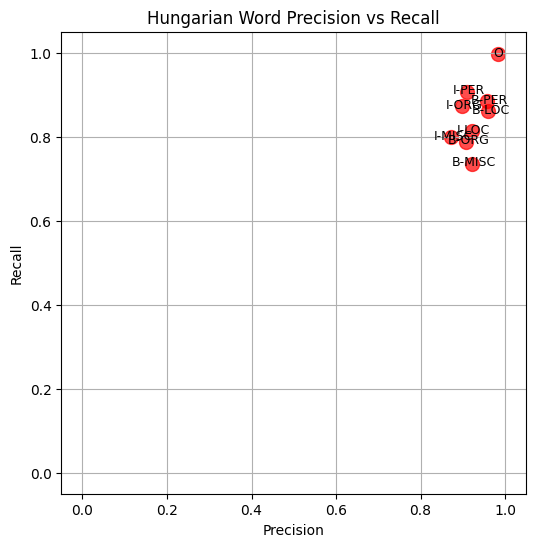 Hungarian Word Precision vs Recall
1.0
O
I-PER
B-PER
I-ORG
B-LOC
0.8
I-LOC
I-MISC
B-ORG
B-MISC
0.6
Recall
0.4
0.2
0.0
0.0 0.2 0.4 0.6 0.8 1.0
Precision